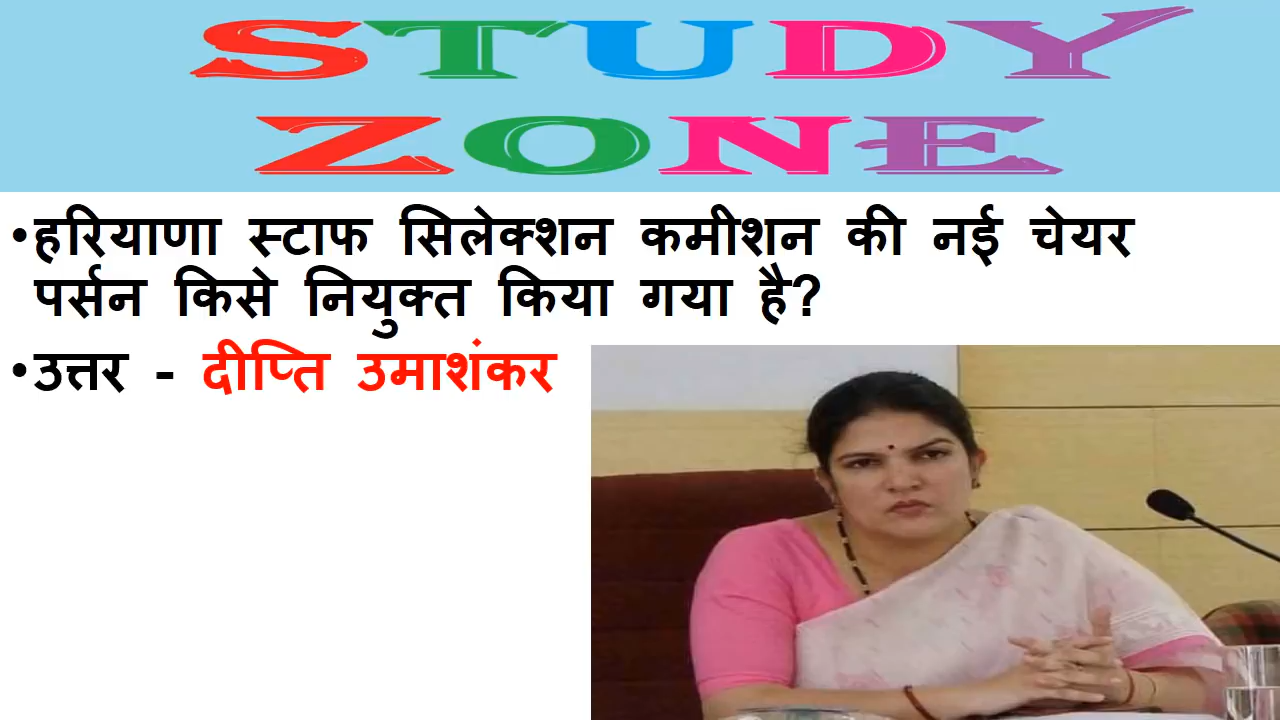 STUDY
ZONE
•हरियाणा स्टाफ सिलेक्शन कमीशन की नई चेयर
पर्सन किसे नियुक्त किया गया है?
•उत्तर - दीप्ति उमाशंकर